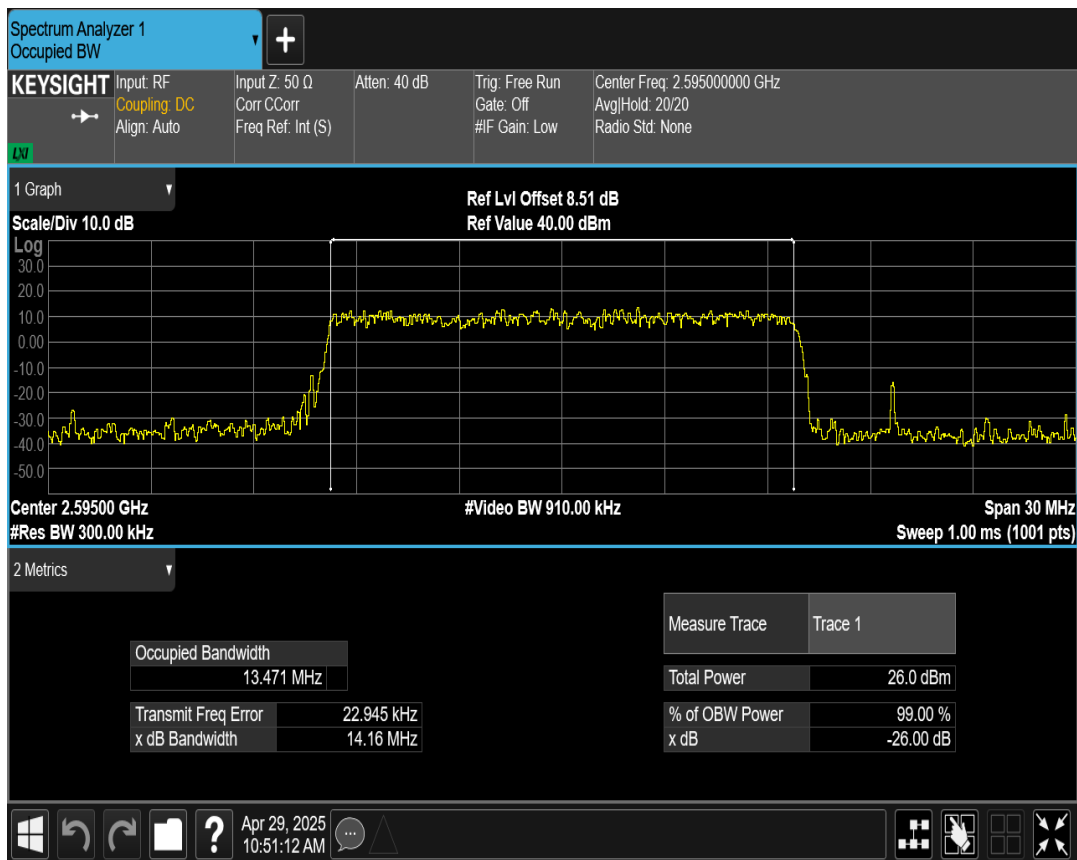 Spectrum Analyzer 1
Occupied BW
+
KEYSIGHT
LXI
Input: RF
Coupling: DC
Align: Auto
Input Z: 50 Ω
Corr CCorr
Freq Ref: Int (S)
Atten: 40 dB
Trig: Free Run
Gate: Off
#IF Gain: Low
Center Freq: 2.595000000 GHz
Avg|Hold: 20/20
Radio Std: None
1 Graph
Ref Lvl Offset 8.51 dB
Scale/Div 10.0 dB
Ref Value 40.00 dBm
Log
30.0
20.0
10.0
0.00
-10.0
-20.0
-30.0
-40.0
-50.0
Center 2.59500 GHz
#Video BW 910.00 kHz
Span 30 MHz
#Res BW 300.00 kHz
Sweep 1.00 ms (1001 pts)
2 Metrics
Measure Trace Trace 1
Occupied Bandwidth
13.471 MHz
Total Power 26.0 dBm
Transmit Freq Error 22.945 kHz
% of OBW Power 99.00 %
x dB Bandwidth 14.16 MHz
x dB -26.00 dB
?
Apr 29, 2025
10:51:12 AM